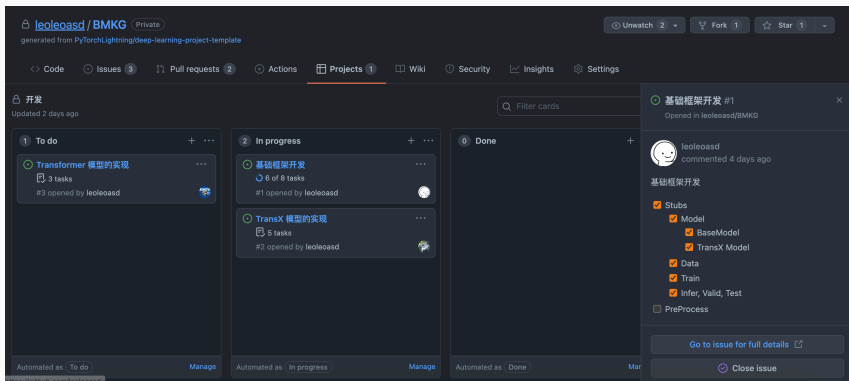 leoleoasd / BMKG Private
Unwatch 2 Fork 1 Star 1
generated from PyTorchLightning/deep-learning-project-template
Code Issues 3 Pull requests 2 Actions Projects 1 Wiki Security Insights Settings
开发
Updated 2 days ago
Filter cards
1 To do
Transformer 模型的实现
3 tasks
#3 opened by leoleoasd
Automated as To do Manage
2 In progress
基础框架开发
6 of 8 tasks
#1 opened by leoleoasd
TransX 模型的实现
5 tasks
#2 opened by leoleoasd
Automated as In progress Manage
0 Done
Automated as Done
基础框架开发 #1
Opened in leoleoasd/BMKG
leoleoasd
commented 4 days ago
基础框架开发
Stubs
Model
BaseModel
TransX Model
Data
Train
Infer, Valid, Test
PreProcess
Go to issue for full details
Close issue